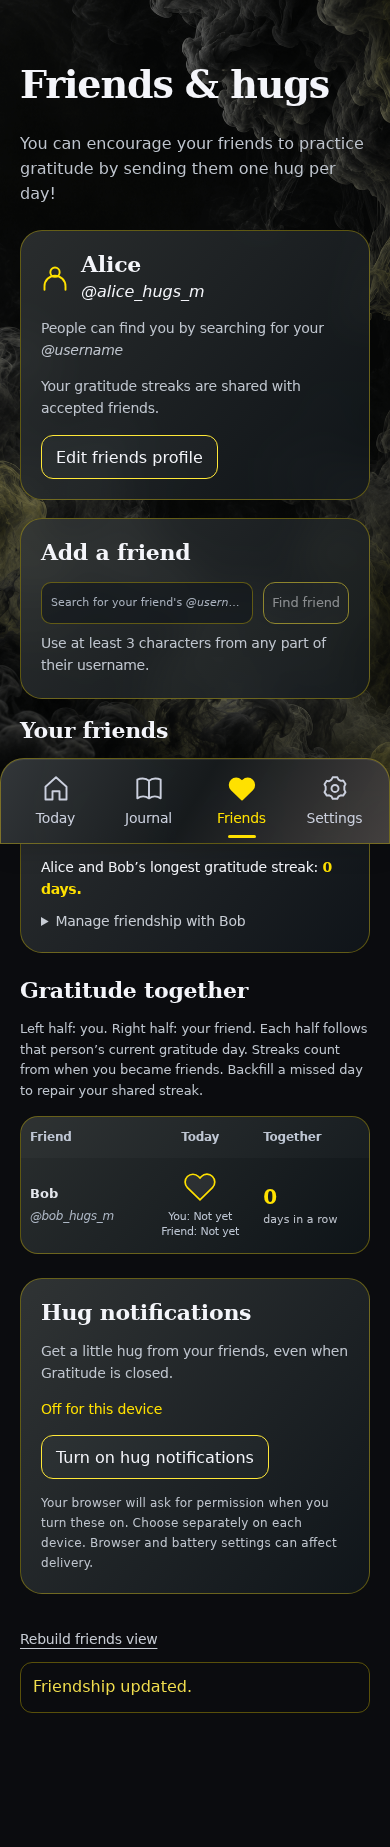 Friends & hugs
You can encourage your friends to practice
gratitude by sending them one hug per
day!
Alice
@alice_hugs_m
People can find you by searching for your
@username
Your gratitude streaks are shared with
accepted friends.
Edit friends profile
Add a friend
Search for your friend's @usern…
Find friend
Use at least 3 characters from any part of
their username.
Your friends
Today
Journal
Friends
Settings
Alice and Bob’s longest gratitude streak: 0
days.
▶ Manage friendship with Bob
Gratitude together
Left half: you. Right half: your friend. Each half follows
that person’s current gratitude day. Streaks count
from when you became friends. Backfill a missed day
to repair your shared streak.
Friend Today Together
Bob
@bob_hugs_m
You: Not yet
Friend: Not yet
0
days in a row
Hug notifications
Get a little hug from your friends, even when
Gratitude is closed.
Off for this device
Turn on hug notifications
Your browser will ask for permission when you
turn these on. Choose separately on each
device. Browser and battery settings can affect
delivery.
Rebuild friends view
Friendship updated.